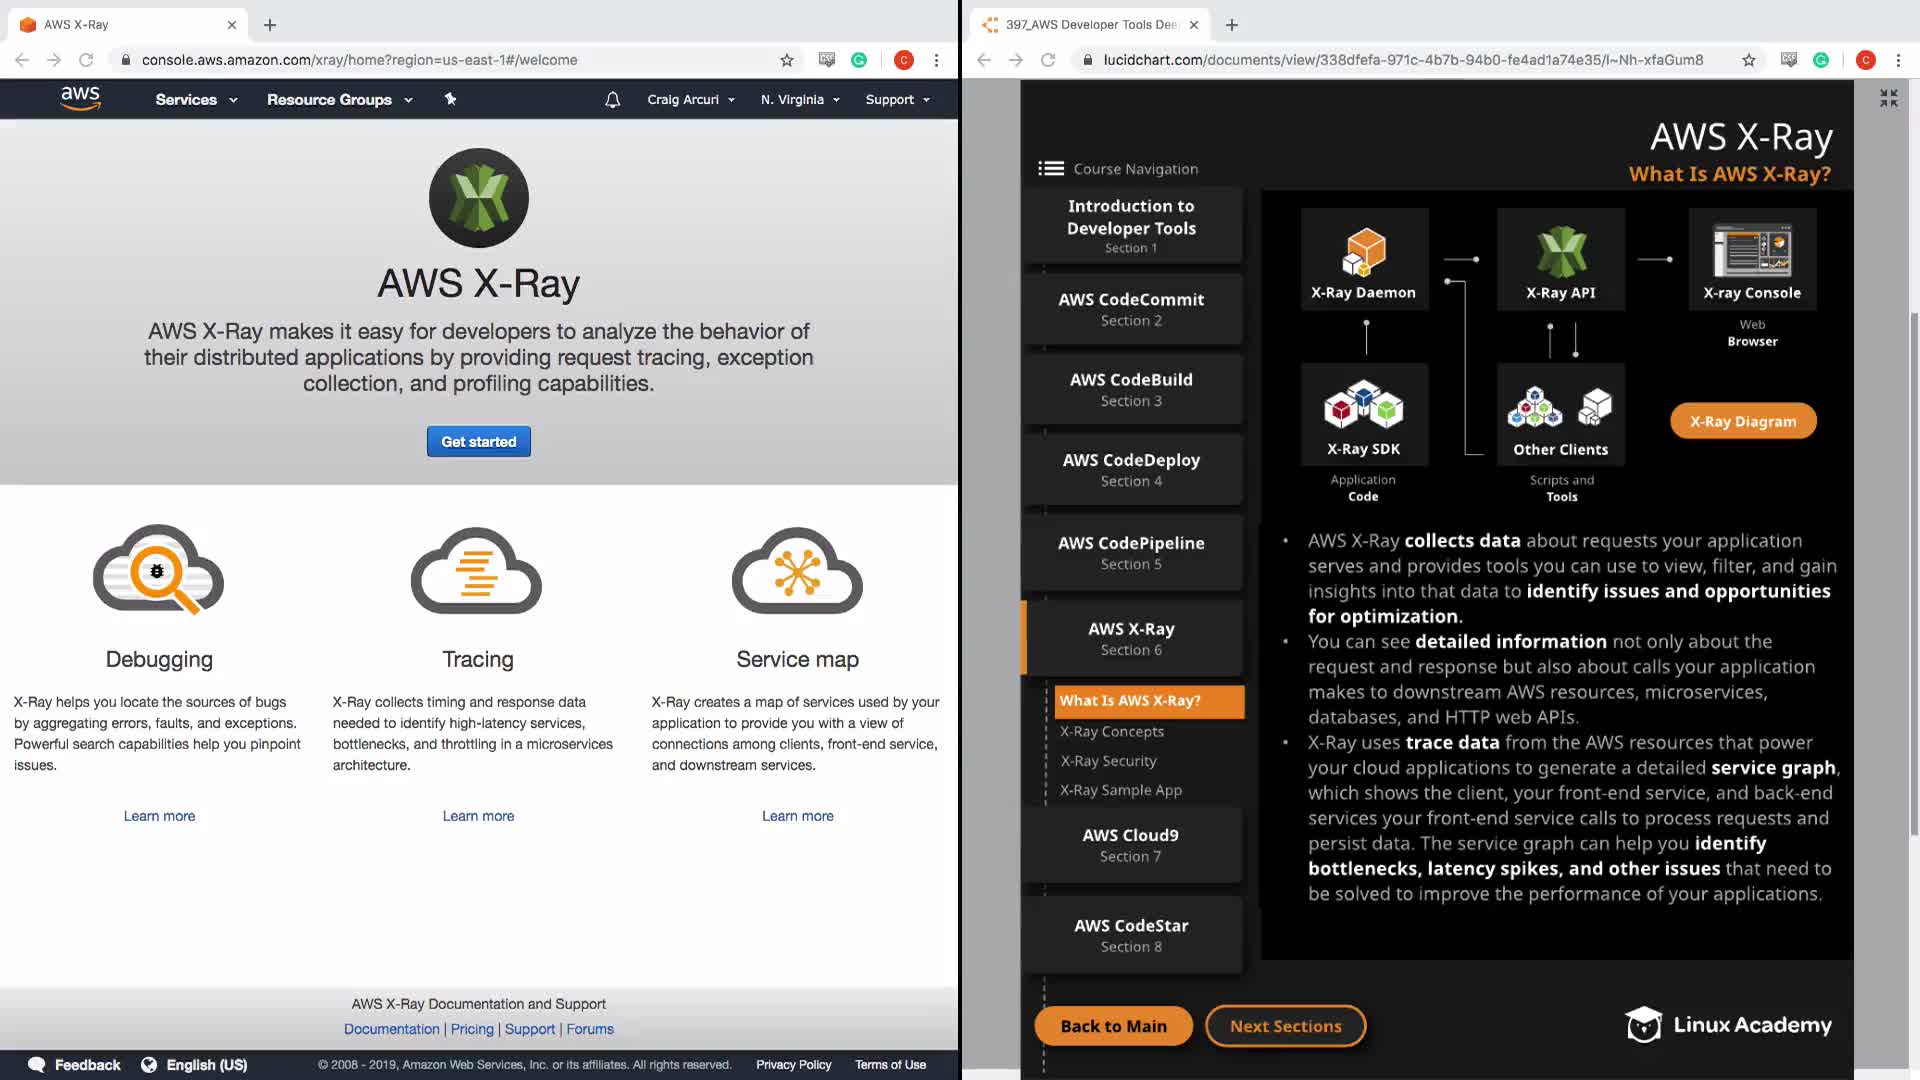 AWS X-Ray
console.aws.amazon.com/xray/home?region=us-east-1#/welcome
C
aws
Services
Resource Groups
Craig Arcuri
N. Virginia
Support
AWS X-Ray
AWS X-Ray makes it easy for developers to analyze the behavior of
their distributed applications by providing request tracing, exception
collection, and profiling capabilities.
Get started
Debugging
X-Ray helps you locate the sources of bugs
by aggregating errors, faults, and exceptions.
Powerful search capabilities help you pinpoint
issues.
Learn more
Tracing
X-Ray collects timing and response data
needed to identify high-latency services,
bottlenecks, and throttling in a microservices
architecture.
Learn more
Service map
X-Ray creates a map of services used by your
application to provide you with a view of
connections among clients, front-end service,
and downstream services.
Learn more
AWS X-Ray Documentation and Support
Documentation | Pricing | Support | Forums
Feedback
English (US)
© 2008 - 2019, Amazon Web Services, Inc. or its affiliates. All rights reserved.
Privacy Policy
Terms of Use
397_AWS Developer Tools Dee
lucidchart.com/documents/view/338dfefa-971c-4b7b-94b0-fe4ad1a74e35/I~Nh-xfaGum8
C
AWS X-Ray
What Is AWS X-Ray?
Course Navigation
Introduction to
Developer Tools
Section 1
AWS CodeCommit
Section 2
AWS CodeBuild
Section 3
AWS CodeDeploy
Section 4
AWS CodePipeline
Section 5
AWS X-Ray
Section 6
What Is AWS X-Ray?
X-Ray Concepts
X-Ray Security
X-Ray Sample App
AWS Cloud9
Section 7
AWS CodeStar
Section 8
X-Ray Daemon
X-Ray API
X-ray Console
Web
Browser
X-Ray SDK
Application
Code
Other Clients
Scripts and
Tools
X-Ray Diagram
• AWS X-Ray collects data about requests your application
serves and provides tools you can use to view, filter, and gain
insights into that data to identify issues and opportunities
for optimization.
• You can see detailed information not only about the
request and response but also about calls your application
makes to downstream AWS resources, microservices,
databases, and HTTP web APIs.
• X-Ray uses trace data from the AWS resources that power
your cloud applications to generate a detailed service graph,
which shows the client, your front-end service, and back-end
services your front-end service calls to process requests and
persist data. The service graph can help you identify
bottlenecks, latency spikes, and other issues that need to
be solved to improve the performance of your applications.
Back to Main
Next Sections
Linux Academy